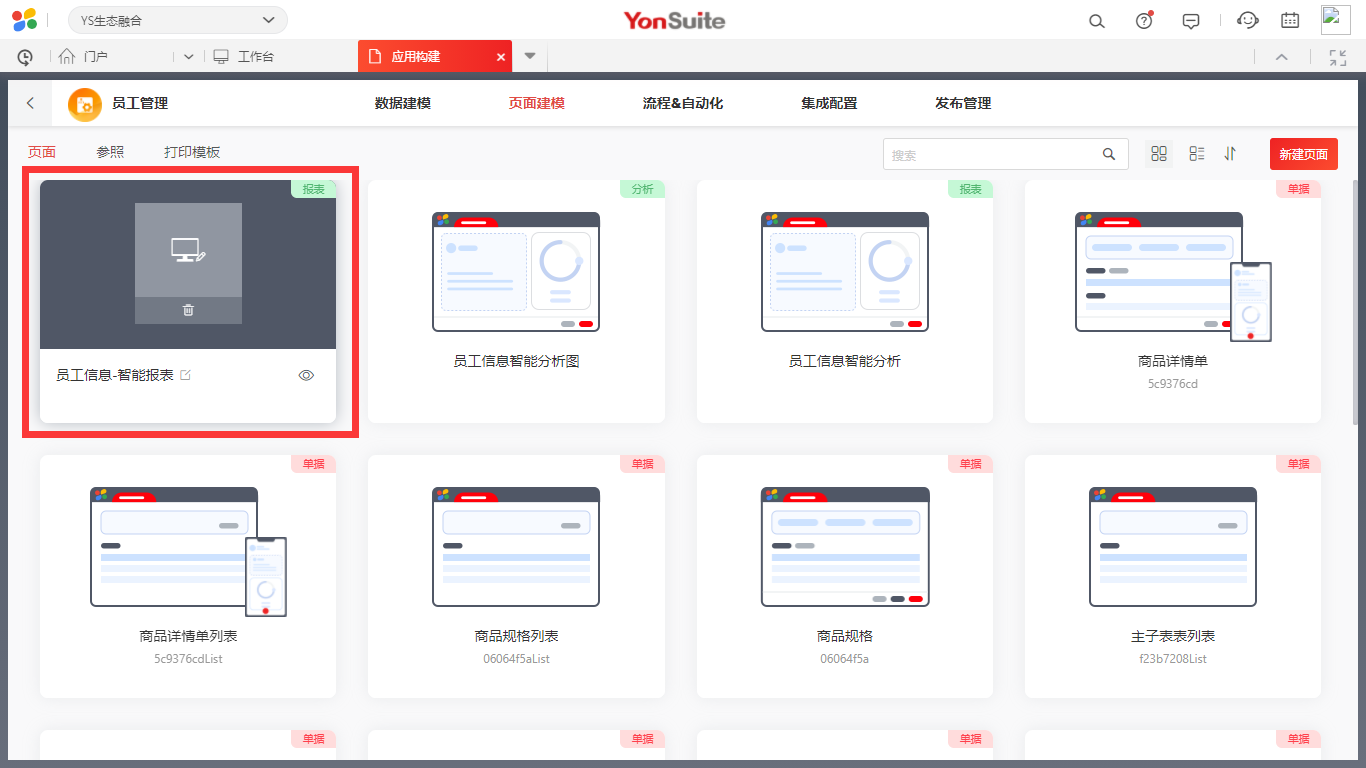 YS生态融合
YonSuite
门户
工作台
应用构建
员工管理
数据建模
页面建模
流程&自动化
集成配置
发布管理
页面
参照
打印模板
搜索
新建页面
报表
员工信息-智能报表
分析
员工信息智能分析图
报表
员工信息智能分析
单据
商品详情单
5c9376cd
单据
商品详情单列表
5c9376cdList
单据
商品规格列表
06064f5aList
单据
商品规格
06064f5a
单据
主子表表列表
f23b7208List
单据
单据
单据
单据